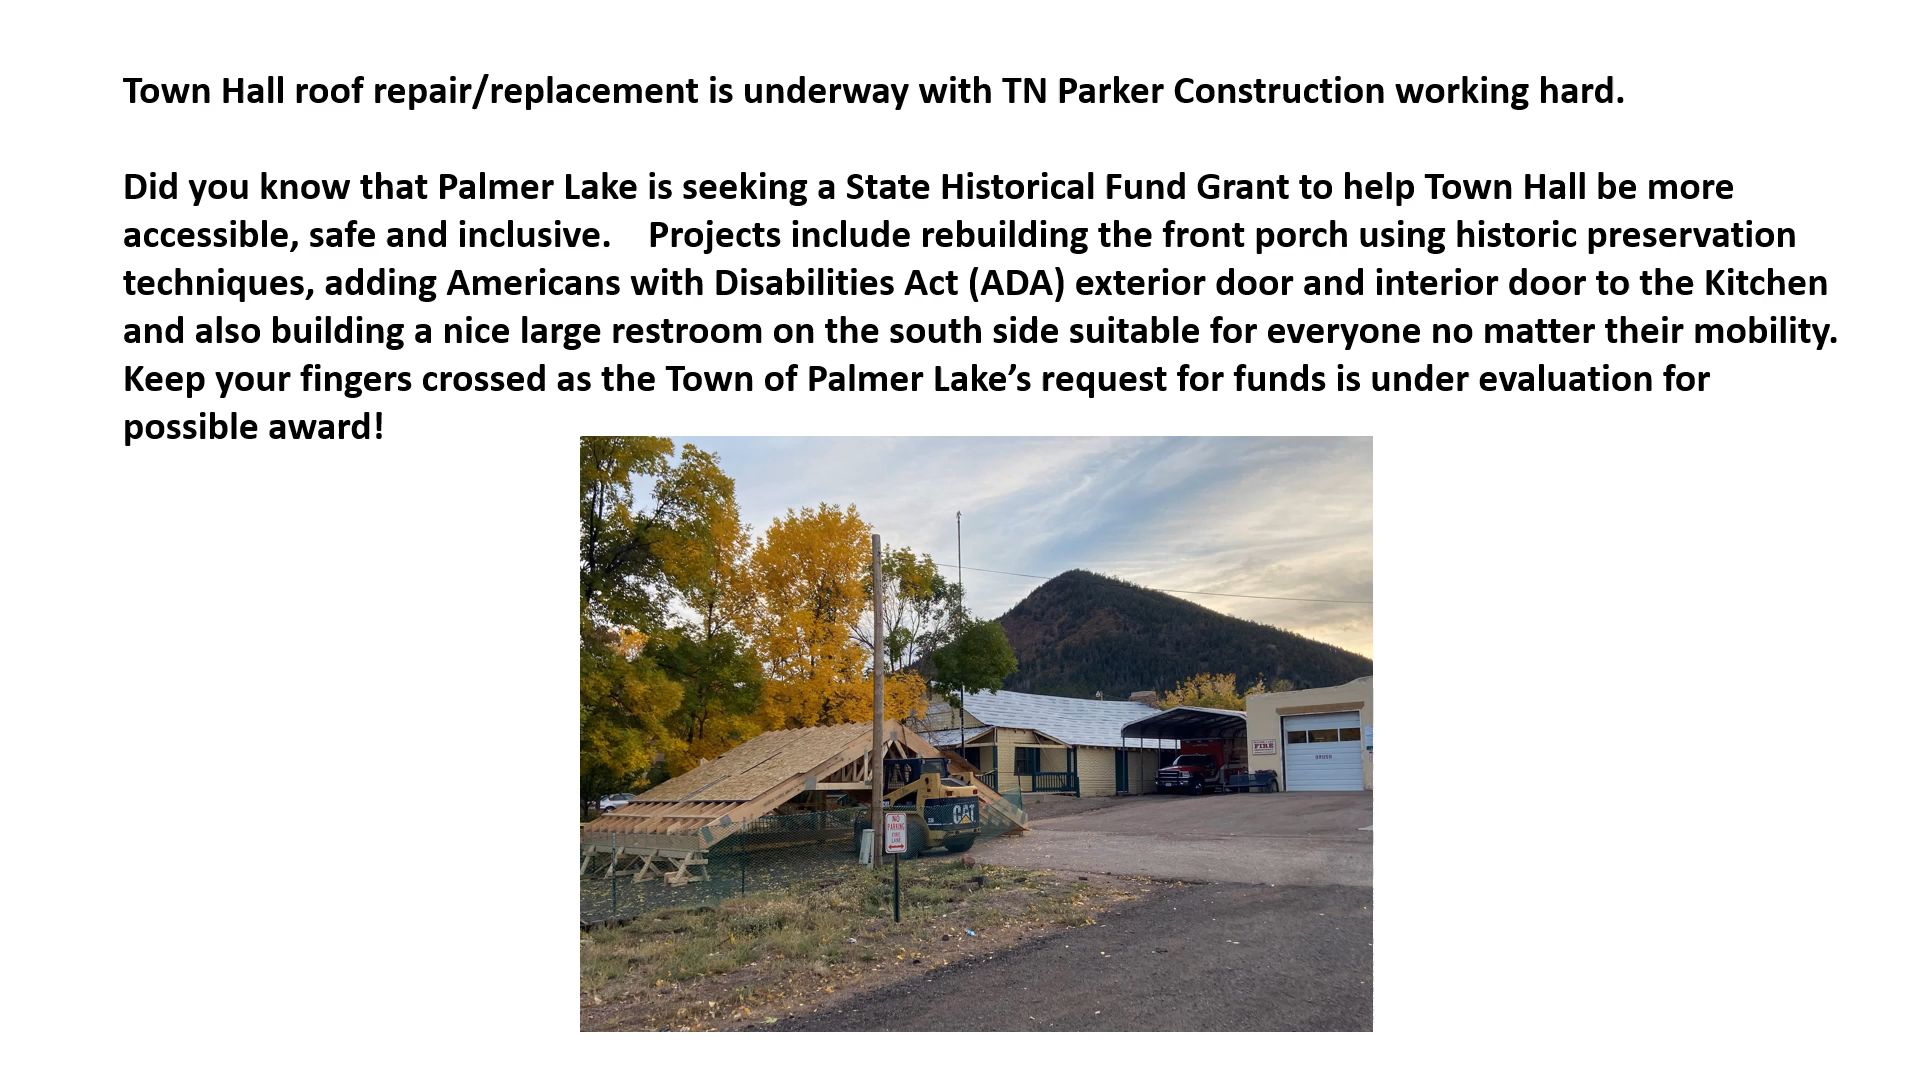 Town Hall roof repair/replacement is underway with TN Parker Construction working hard.
Did you know that Palmer Lake is seeking a State Historical Fund Grant to help Town Hall be more
accessible, safe and inclusive.    Projects include rebuilding the front porch using historic preservation
techniques, adding Americans with Disabilities Act (ADA) exterior door and interior door to the Kitchen
and also building a nice large restroom on the south side suitable for everyone no matter their mobility.
Keep your fingers crossed as the Town of Palmer Lake’s request for funds is under evaluation for
possible award!
FIRE
BRUSH
CAT
NO
PARKING
FIRE
LANE